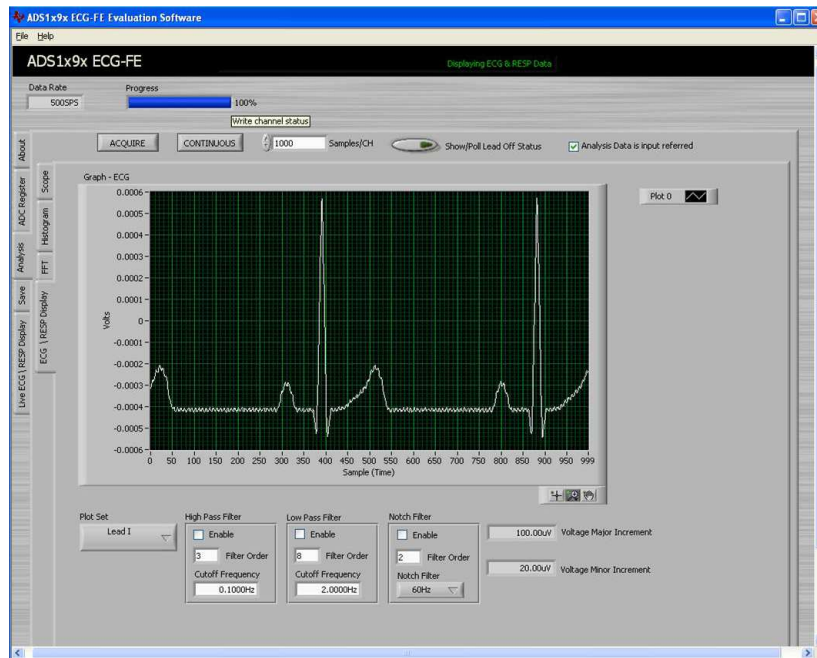 ADS1x9x ECG-FE Evaluation Software
File Help
ADS1x9x ECG-FE
Displaying ECG & RESP Data
Data Rate
500SPS
Progress
100%
Write channel status
ACQUIRE
CONTINUOUS
1000
Samples/CH
Show/Poll Lead Off Status
Analysis Data is input referred
About
ADC Register
Analysis
Save
Live ECG \ RESP Display
Scope
Histogram
FFT
ECG \ RESP Display
Graph - ECG
Plot 0
Volts
0.0006
0.0005
0.0004
0.0003
0.0002
0.0001
0
-0.0001
-0.0002
-0.0003
-0.0004
-0.0005
-0.0006
0 50 100 150 200 250 300 350 400 450 500 550 600 650 700 750 800 850 900 950 999
Sample (Time)
Plot Set
Lead I
High Pass Filter
Enable
3 Filter Order
Cutoff Frequency
0.1000Hz
Low Pass Filter
Enable
8 Filter Order
Cutoff Frequency
2.0000Hz
Notch Filter
Enable
2 Filter Order
Notch Filter
60Hz
100.00uV Voltage Major Increment
20.00uV Voltage Minor Increment